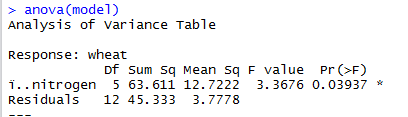 > anova(model)
Analysis of Variance Table
Response: wheat
Df Sum Sq Mean Sq F value Pr(>F)
ï..nitrogen 5 63.611 12.7222 3.3676 0.03937 *
Residuals 12 45.333 3.7778
---